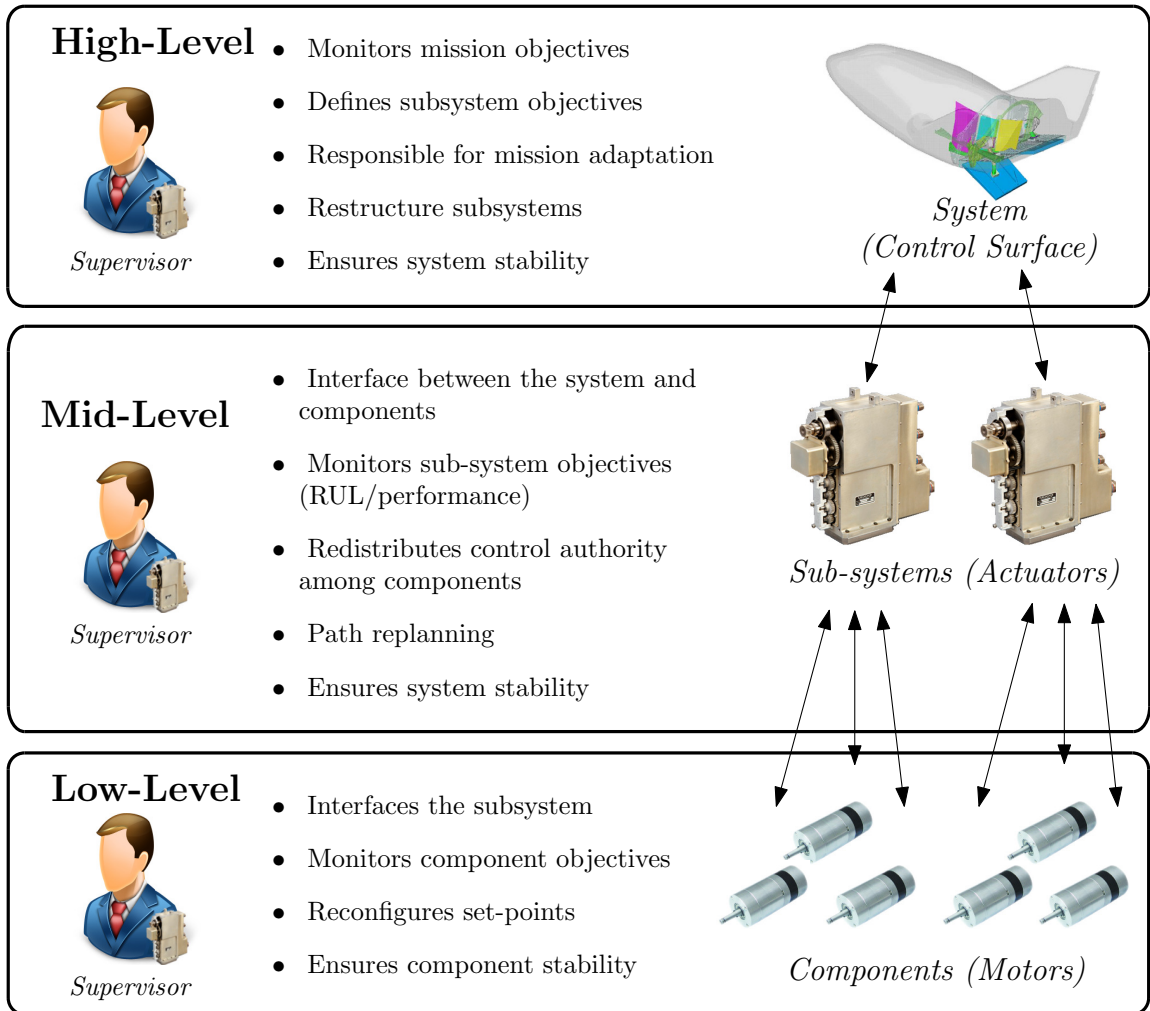 High-Level
Supervisor
• Monitors mission objectives
• Defines subsystem objectives
• Responsible for mission adaptation
• Restructure subsystems
• Ensures system stability
System
(Control Surface)
Mid-Level
Supervisor
• Interface between the system and
components
• Monitors sub-system objectives
(RUL/performance)
• Redistributes control authority
among components
• Path replanning
• Ensures system stability
Sub-systems (Actuators)
Low-Level
Supervisor
• Interfaces the subsystem
• Monitors component objectives
• Reconfigures set-points
• Ensures component stability
Components (Motors)